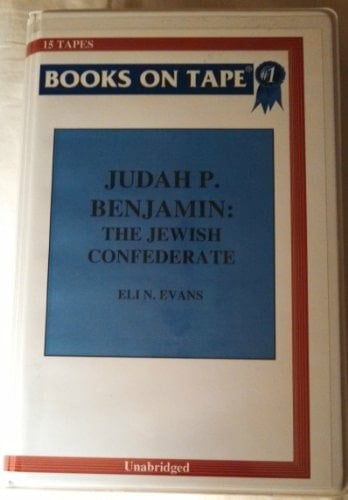 15 TAPES
BOOKS ON TAPE®
#1
JUDAH P.
BENJAMIN:
THE JEWISH
CONFEDERATE
ELI N. EVANS
Unabridged